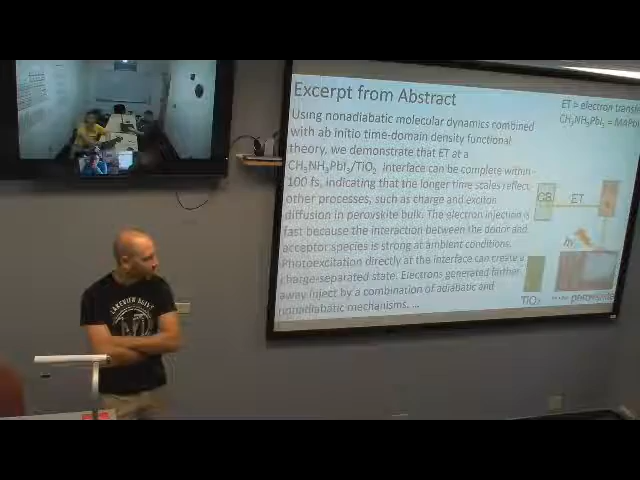 Excerpt from Abstract
ET = electron transf
CH₃NH₃PbI₃ = MAPbI
Using nonadiabatic molecular dynamics combined
with ab initio time-domain density functional
theory, we demonstrate that ET at a
CH₃NH₃PbI₃/TiO₂ interface can be complete within
100 fs, indicating that the longer time scales reflect
other processes, such as charge and exciton
diffusion in perovskite bulk. The electron injection is
fast because the interaction between the donor and
acceptor species is strong at ambient conditions.
Photoexcitation directly at the interface can create a
charge-separated state. Electrons generated farther
away inject by a combination of adiabatic and
nonadiabatic mechanisms. ...
CB
ET
hν
TiO₂
perovskite
LAKEVIEW